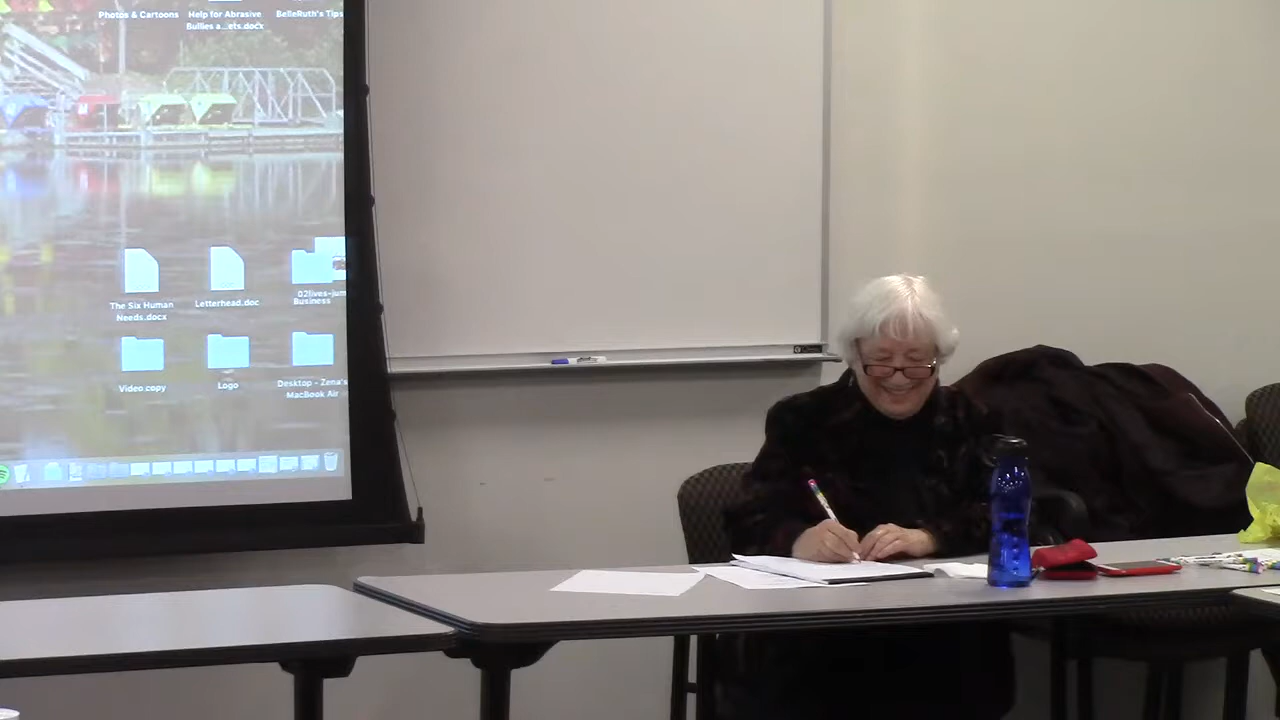 Photos & Cartoons
Help for Abrasive
Bullies a...ets.docx
BelleRuth's Tips
The Six Human
Needs.docx
Letterhead.doc
Business
Video copy
Logo
Desktop - Zena's
MacBook Air